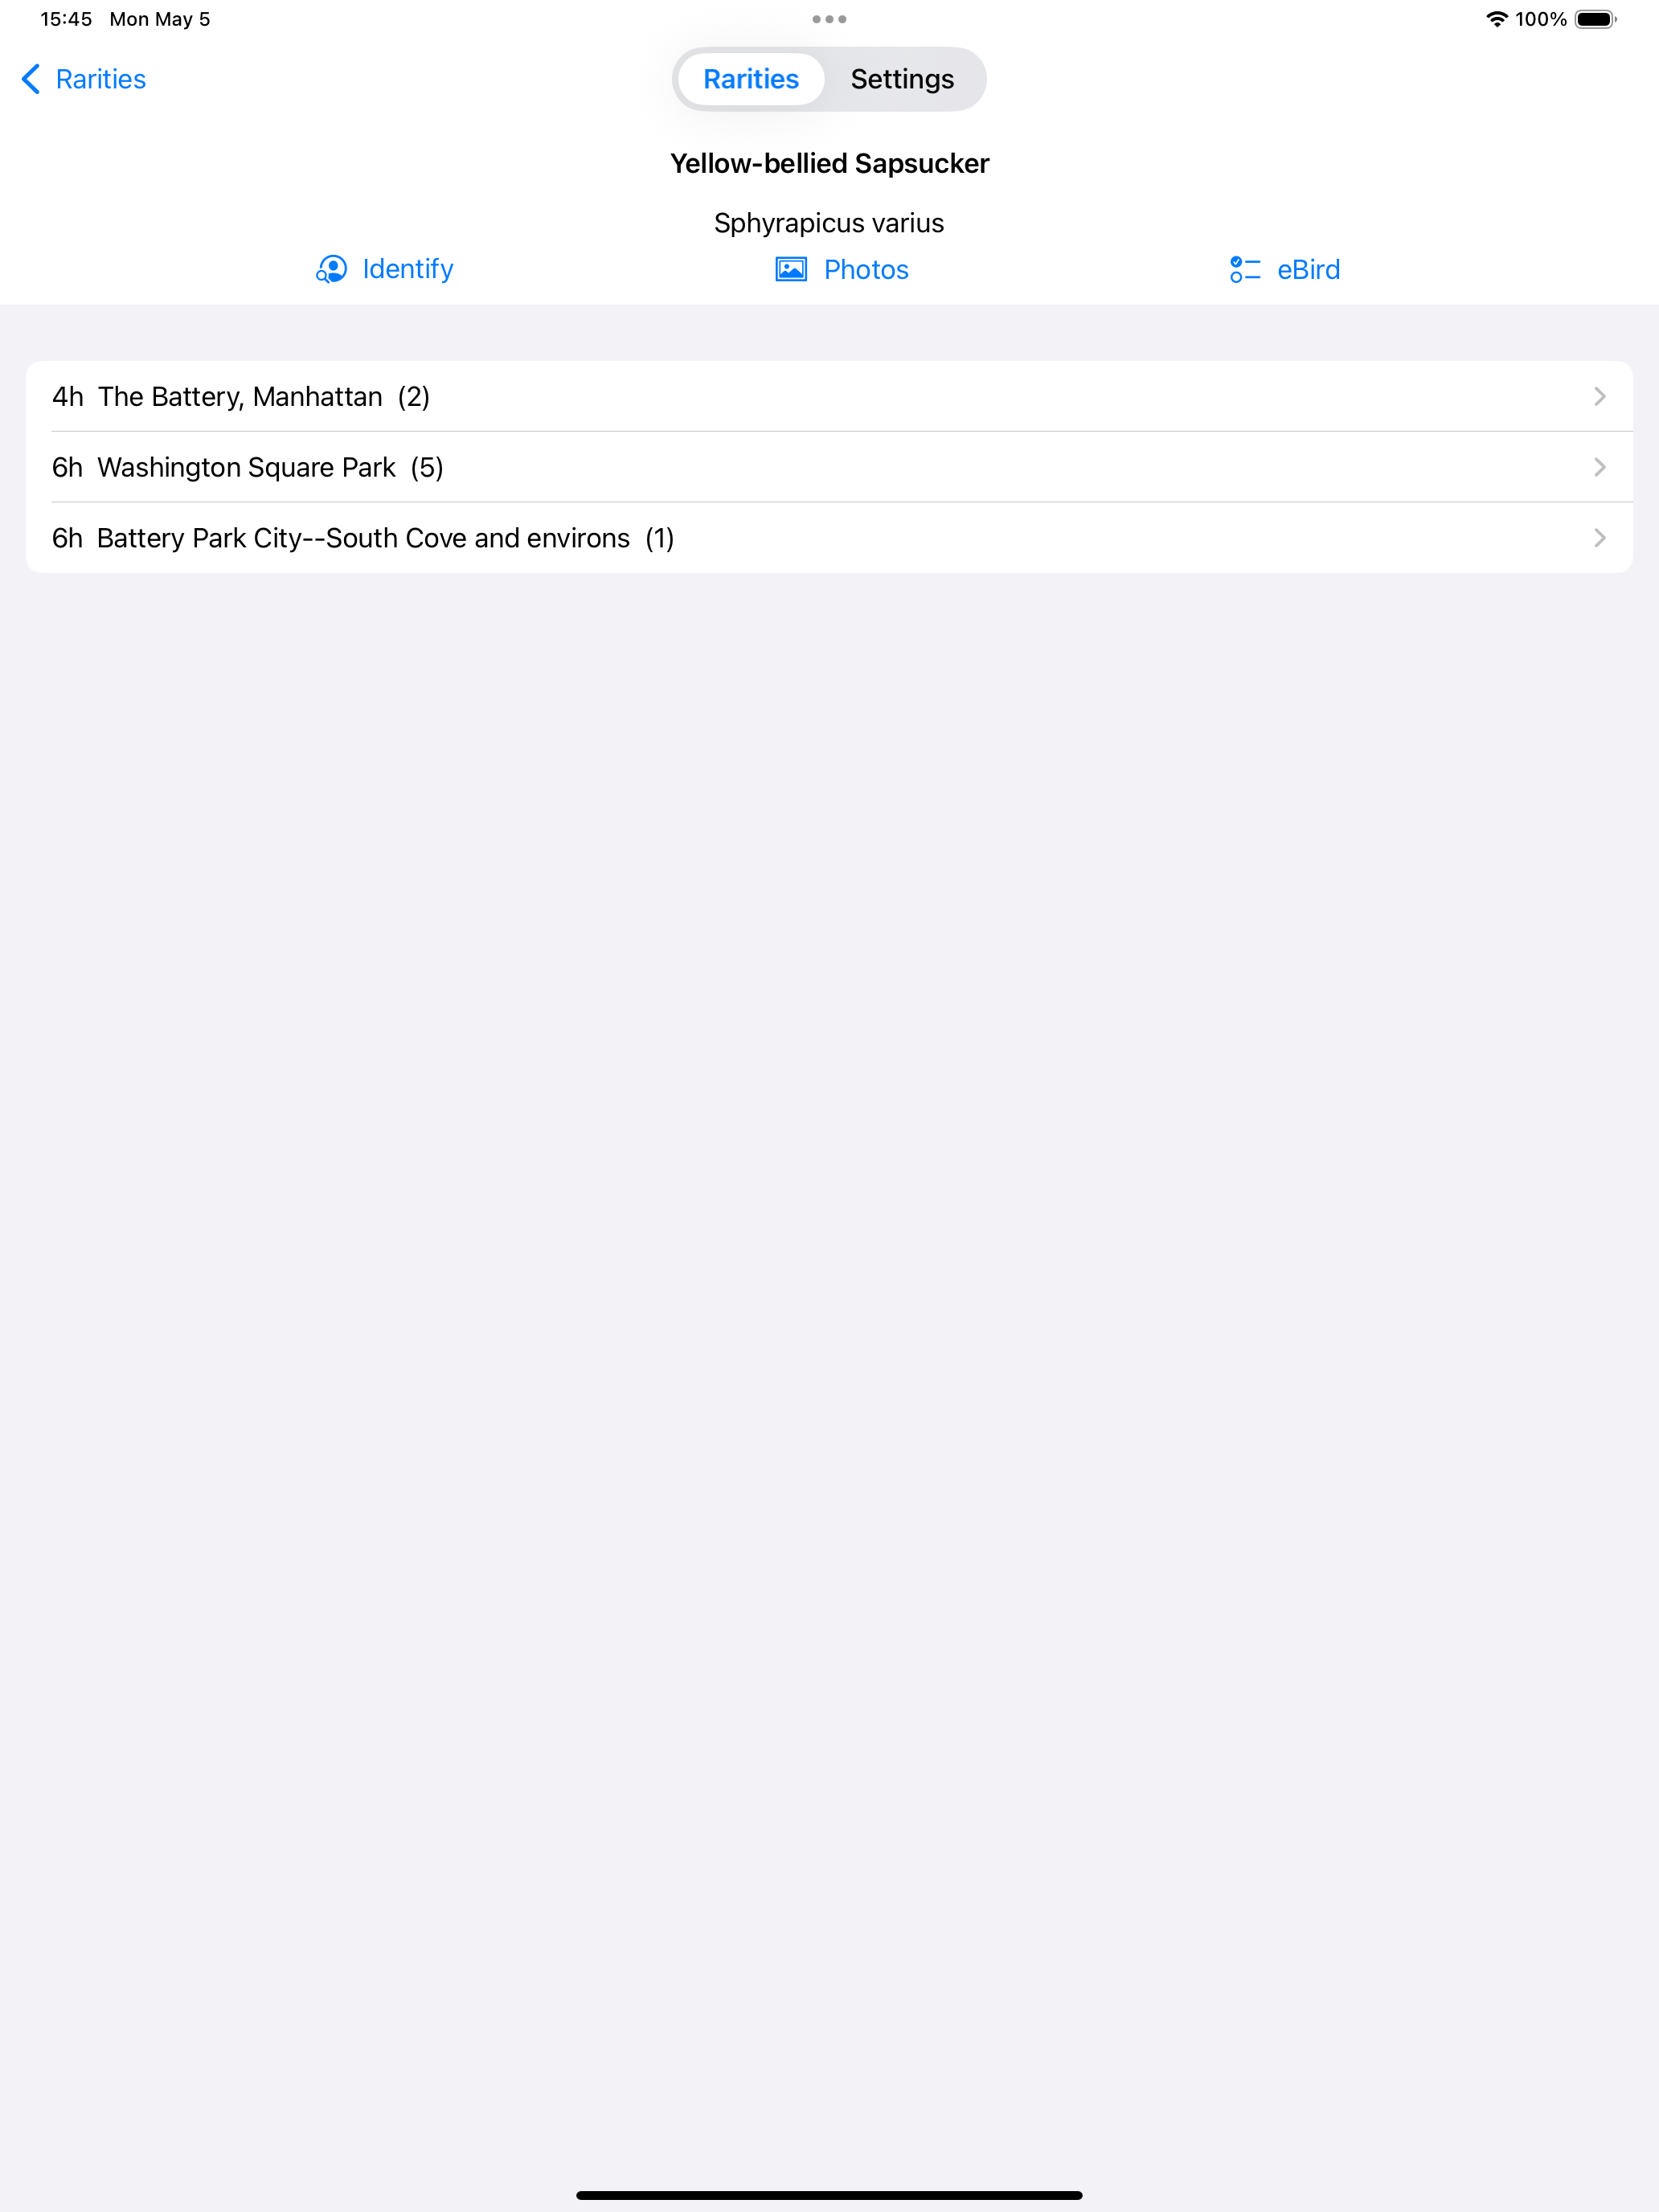 15:45 Mon May 5
100%
Rarities
Rarities Settings
Yellow-bellied Sapsucker
Sphyrapicus varius
Identify Photos eBird
4h The Battery, Manhattan (2)
6h Washington Square Park (5)
6h Battery Park City--South Cove and environs (1)